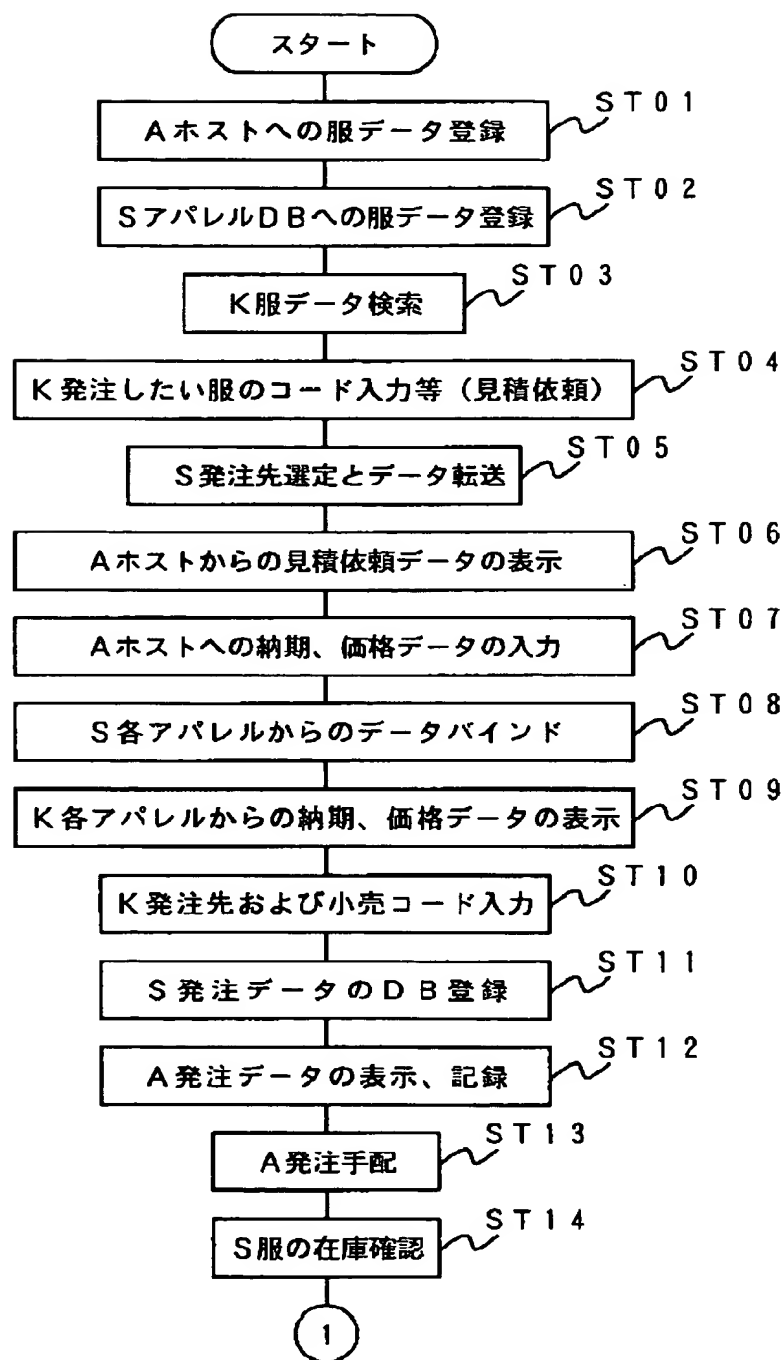 スタート
ST01
Aホストへの服データ登録
ST02
SアパレルDBへの服データ登録
ST03
K服データ検索
ST04
K発注したい服のコード入力等（見積依頼）
ST05
S発注先選定とデータ転送
ST06
Aホストからの見積依頼データの表示
ST07
Aホストへの納期、価格データの入力
ST08
S各アパレルからのデータバインド
ST09
K各アパレルからの納期、価格データの表示
ST10
K発注先および小売コード入力
ST11
S発注データのDB登録
ST12
A発注データの表示、記録
ST13
A発注手配
ST14
S服の在庫確認
1